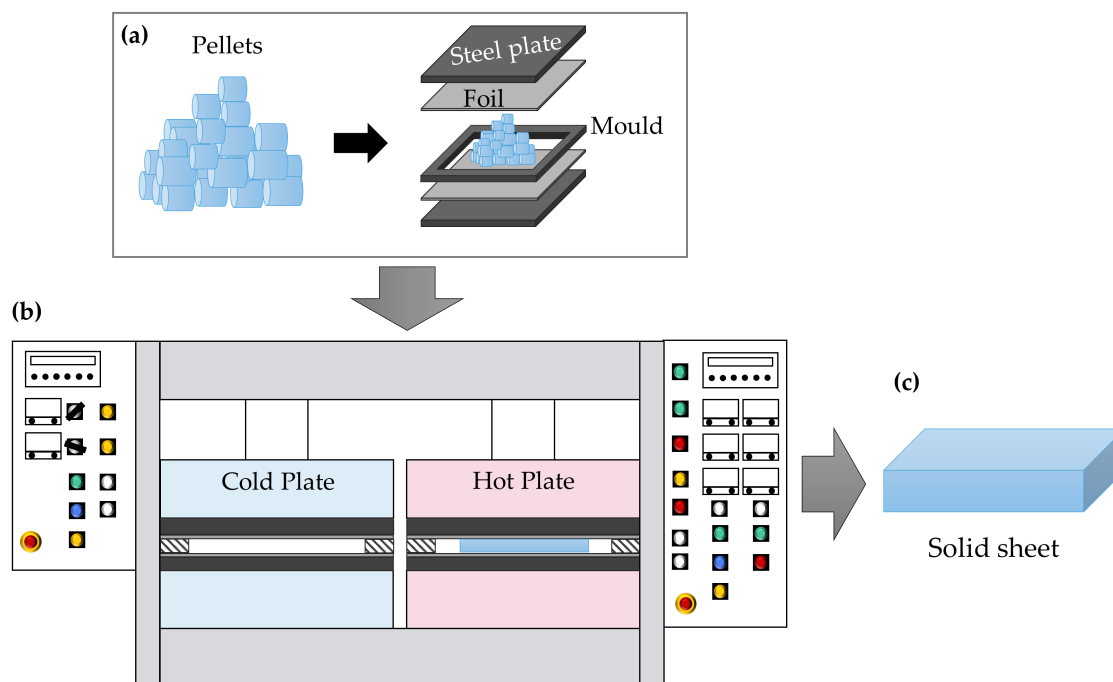 (a)
Pellets
Steel plate
Foil
Mould
(b)
Cold Plate
Hot Plate
(c)
Solid sheet